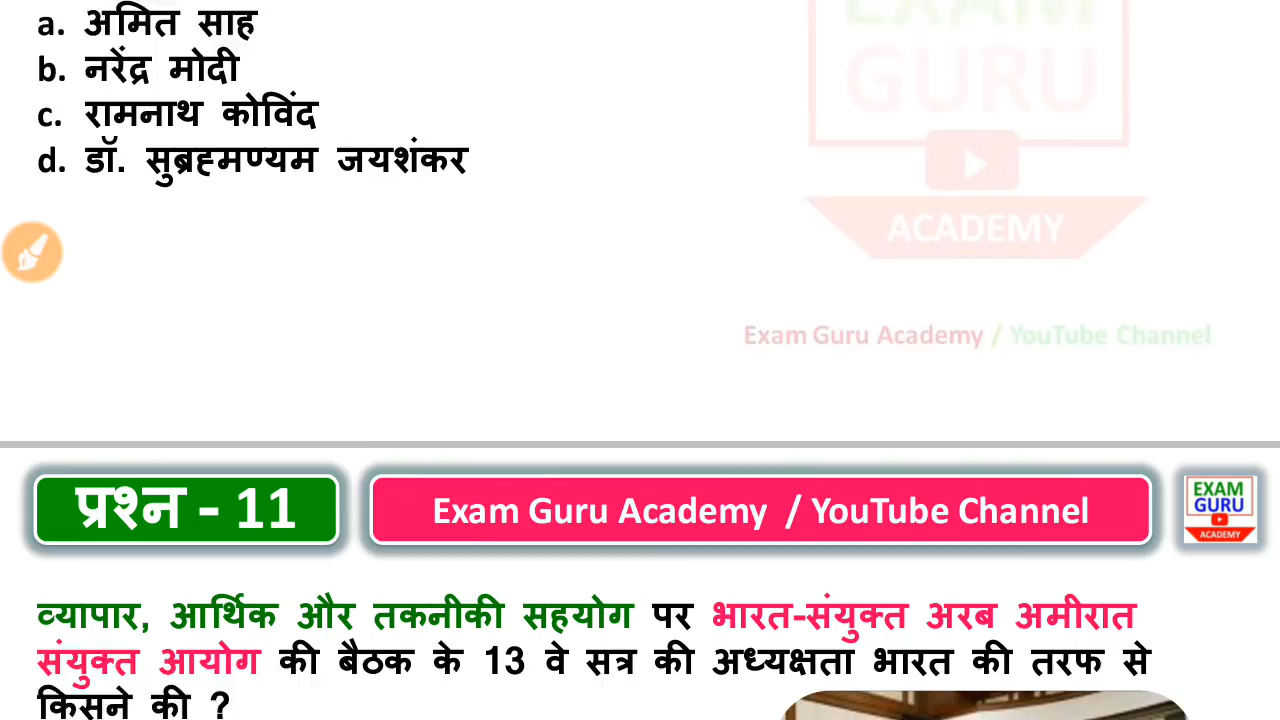 a. अमित साह
b. नरेंद्र मोदी
c. रामनाथ कोविंद
d. डॉ. सुब्रह्मण्यम जयशंकर
EXAM
GURU
ACADEMY
Exam Guru Academy / YouTube Channel
प्रश्न - 11
Exam Guru Academy / YouTube Channel
EXAM
GURU
ACADEMY
व्यापार, आर्थिक और तकनीकी सहयोग पर भारत-संयुक्त अरब अमीरात
संयुक्त आयोग की बैठक के 13 वे सत्र की अध्यक्षता भारत की तरफ से
किसने की ?